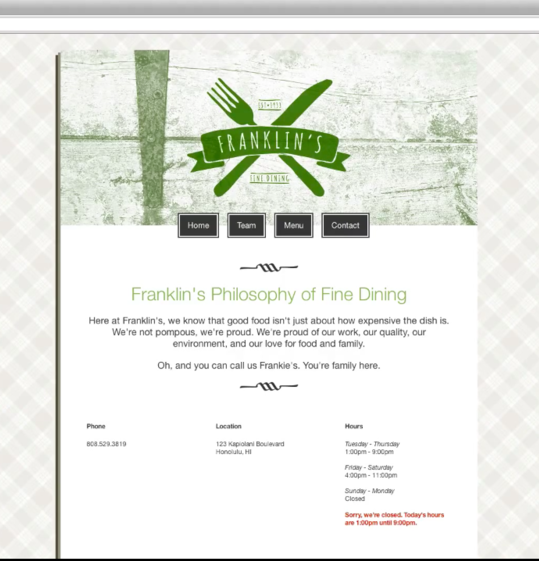 EST•1933
FRANKLIN'S
FINE DINING
Home
Team
Menu
Contact
Franklin's Philosophy of Fine Dining
Here at Franklin's, we know that good food isn't just about how expensive the dish is.
We're not pompous, we're proud. We're proud of our work, our quality, our
environment, and our love for food and family.
Oh, and you can call us Frankie's. You're family here.
Phone
808.529.3819
Location
123 Kapiolani Boulevard
Honolulu, HI
Hours
Tuesday - Thursday
1:00pm - 9:00pm
Friday - Saturday
4:00pm - 11:00pm
Sunday - Monday
Closed
Sorry, we're closed. Today's hours
are 1:00pm until 9:00pm.